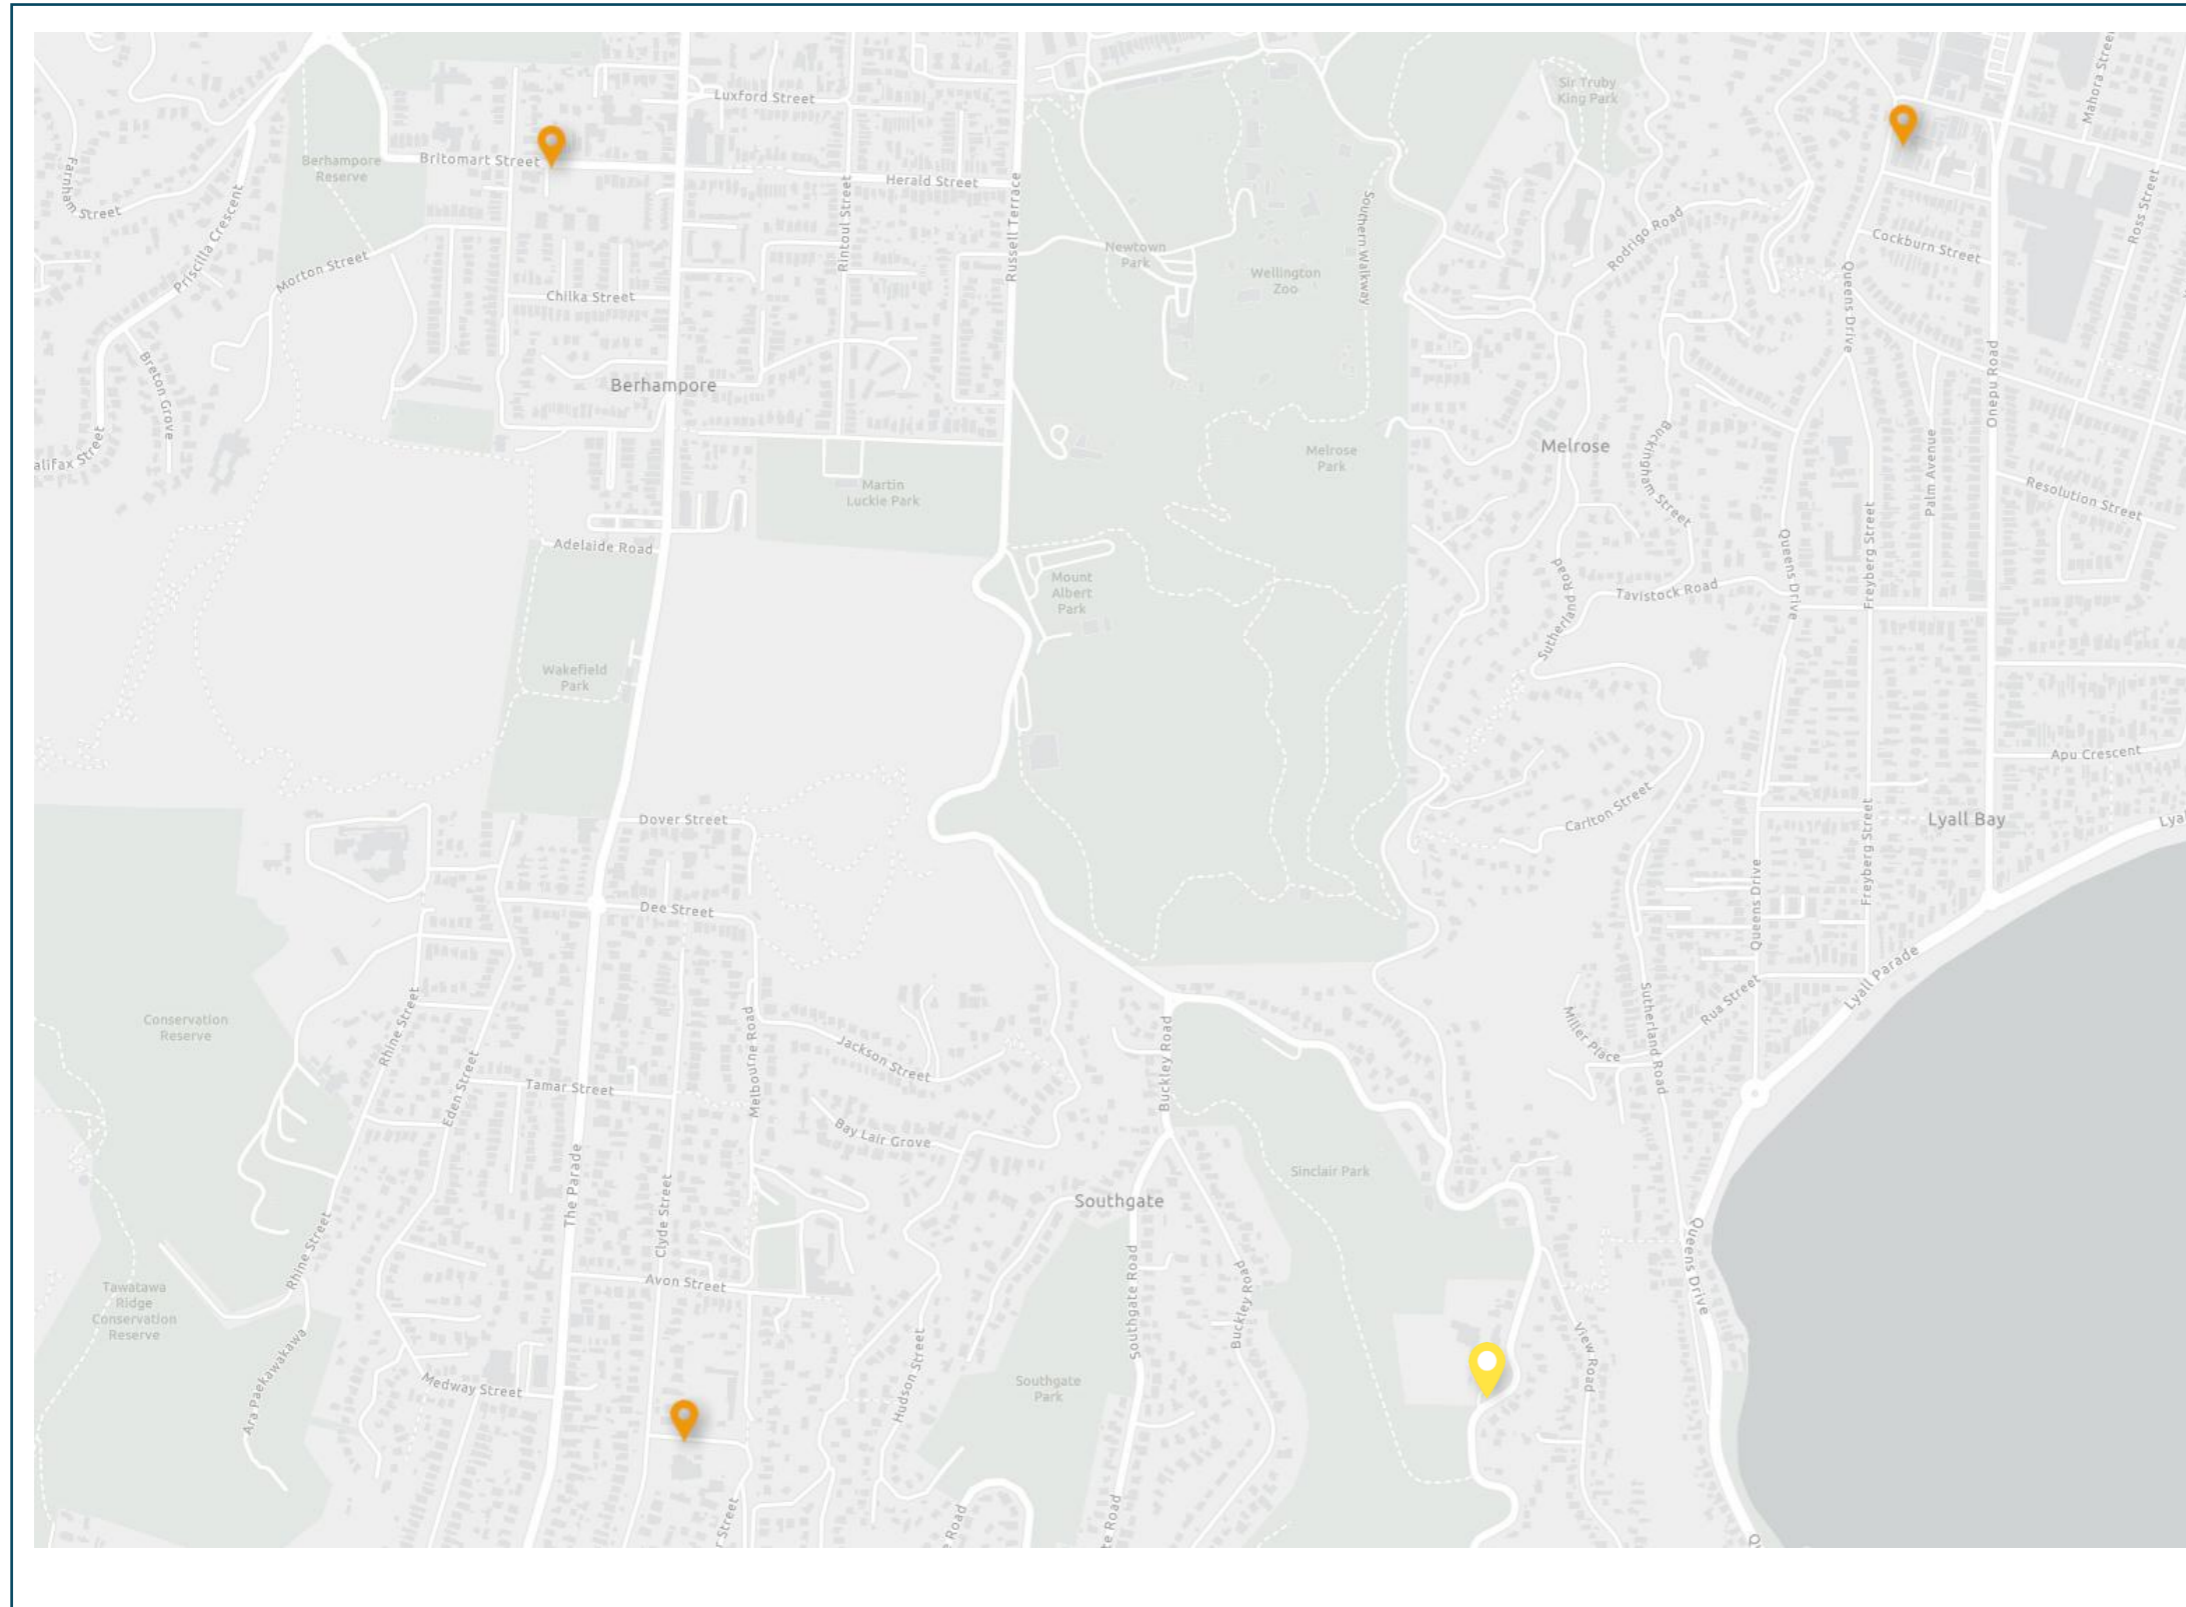 Luxford Street
Sir Truby
King Park
Mahora Street
Britomart Street
Berhampore
Reserve
Herald Street
Farnham Street
Priscilla Crescent
Morton Street
Rintoul Street
Russell Terrace
Newtown
Park
Wellington
Zoo
Southern Walkway
Rodrigo Road
Cockburn Street
Ross Street
Queens Drive
Chilka Street
Breton Grove
Berhampore
Onepu Road
alifax Street
Melrose
Park
Melrose
Buckingham Street
Palm Avenue
Martin
Luckie Park
Resolution Street
Adelaide Road
Mount
Albert
Park
Sutherland Road
Tavistock Road
Queens Drive
Freyberg Street
Wakefield
Park
Apu Crescent
Dover Street
Carlton Street
Freyberg Street
Lyall Bay
Lyal
Dee Street
Queens Drive
Lyall Parade
Conservation
Reserve
Rhine Street
Melbourne Road
Jackson Street
Buckley Road
Miller Place
Sutherland Road
Rua Street
Eden Street
Tamar Street
Bay Lair Grove
The Parade
Clyde Street
Southgate
Sinclair Park
Rhine Street
Avon Street
Southgate Road
Buckley Road
Queens Drive
Tawatawa
Ridge
Conservation
Reserve
Ara Paekawakawa
Medway Street
Hudson Street
Southgate
Park
View Road
r Street
e Road
te Road
Qu